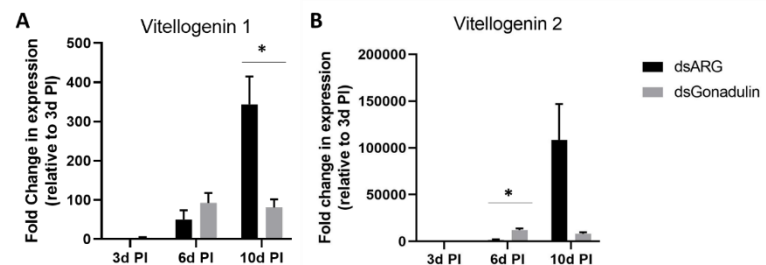 A
Vitellogenin 1
Fold Change in expression
(relative to 3d PI)
500
400
300
200
100
0
*
3d PI 6d PI 10d PI
B
Vitellogenin 2
Fold Change in expression
(relative to 3d PI)
200000
150000
100000
50000
0
*
3d PI 6d PI 10d PI
dsARG
dsGonadulin